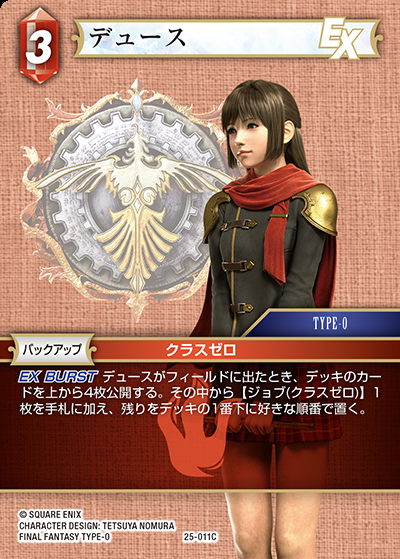 3
デュース
EX
TYPE-0
バックアップ
クラスゼロ
EX BURST デュースがフィールドに出たとき、デッキのカー
ドを上から4枚公開する。その中から【ジョブ(クラスゼロ)】1
枚を手札に加え、残りをデッキの1番下に好きな順番で置く。
© SQUARE ENIX
CHARACTER DESIGN: TETSUYA NOMURA
FINAL FANTASY TYPE-0
25-011C